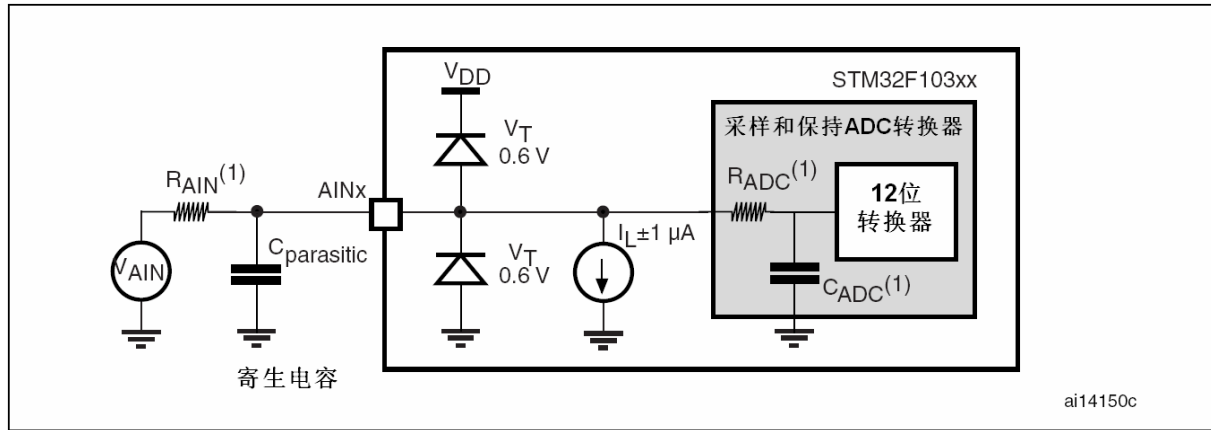 STM32F103xx
VDD
采样和保持ADC转换器
VT
0.6 V
RAIN(1)
AINx
RADC(1)
12位
转换器
IL±1 µA
Cparasitic
VT
0.6 V
VAIN
CADC(1)
寄生电容
ai14150c